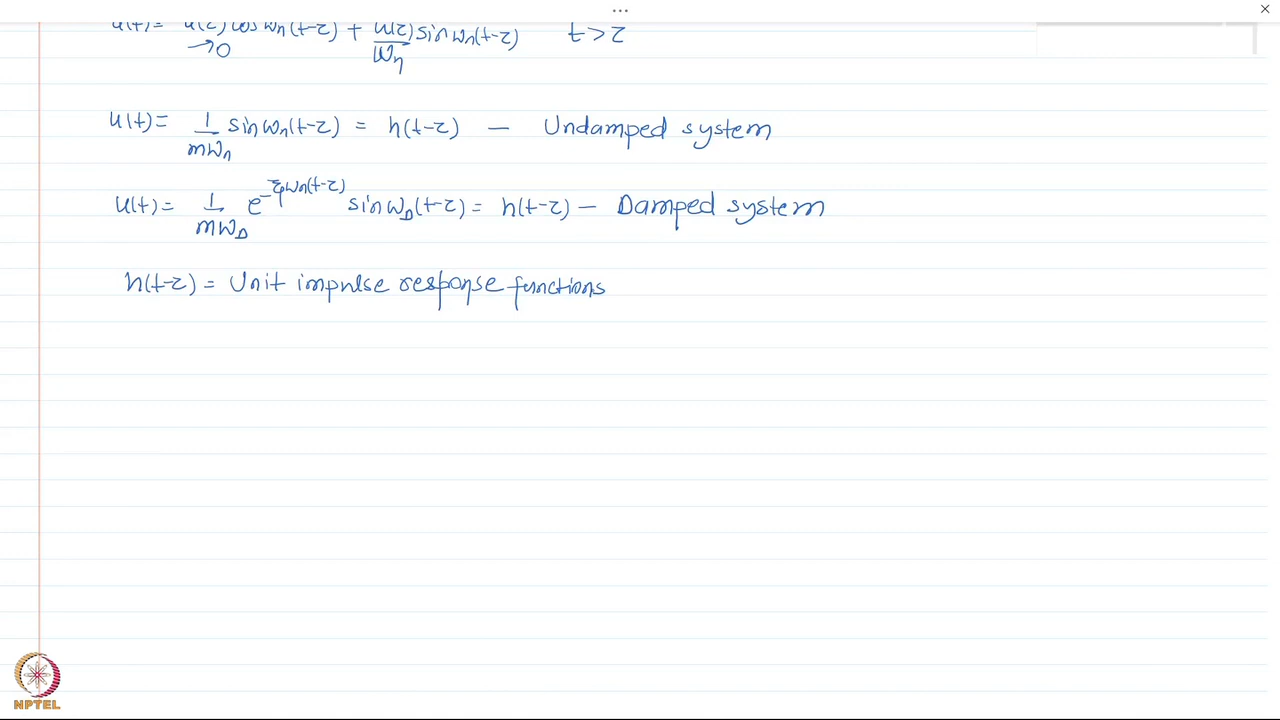 u(t) = u(τ) cos ωn(t-τ) + u̇(τ)/ωn sin ωn(t-τ) t > τ
→0
u(t) = 1/mωn sin ωn(t-τ) = h(t-τ) — Undamped system
u(t) = 1/mωD e^-ξωn(t-τ) sin ωD(t-τ) = h(t-τ) — Damped system
h(t-τ) = Unit impulse response functions
NPTEL